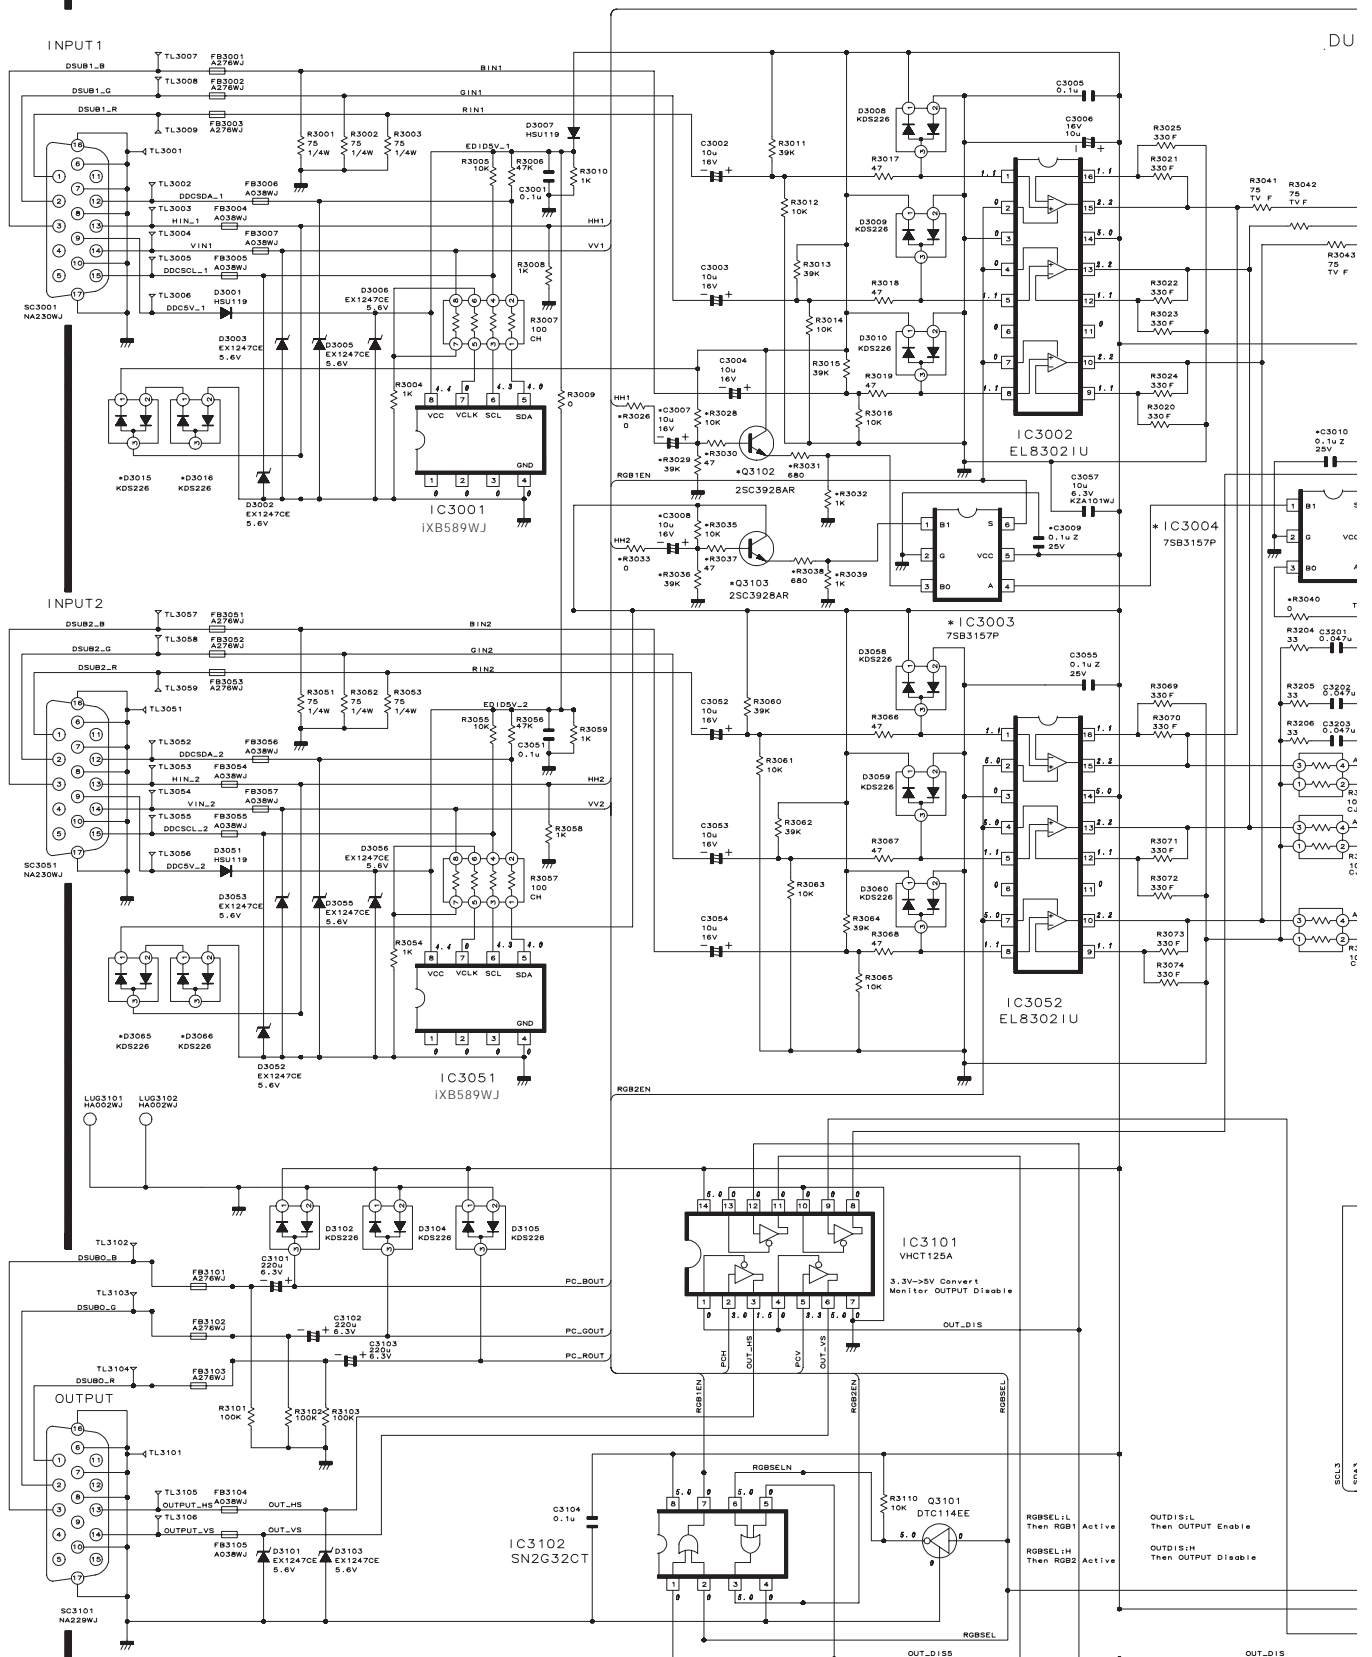 INPUT1
DSUB1_B
TL3007
FB3001
A276WJ
BIN1
DSUB1_G
TL3008
FB3002
A276WJ
GIN1
DSUB1_R
TL3009
FB3003
A276WJ
RIN1
TL3001
R3001
75
1/4W
R3002
75
1/4W
R3003
75
1/4W
D3007
HSU119
EDID5V_1
R3005
10K
R3006
47K
C3001
0.1u
R3010
1K
TL3002
DDCSDA_1
FB3006
A038WJ
TL3003
HIN_1
FB3004
A038WJ
HH1
TL3004
VIN1
FB3007
A038WJ
VV1
TL3005
DDCSCL_1
FB3005
A038WJ
R3008
1K
TL3006
DDC5V_1
D3001
HSU119
D3006
EX1247CE
5.6V
R3007
100
CH
SC3001
NA230WJ
D3003
EX1247CE
5.6V
D3005
EX1247CE
5.6V
R3004
1K
R3009
0
*D3015
KDS226
*D3016
KDS226
D3002
EX1247CE
5.6V
VCC VCLK SCL SDA
GND
IC3001
iXB589WJ
C3002
10u
16V
R3011
39K
R3012
10K
C3003
10u
16V
R3013
39K
R3014
10K
C3004
10u
16V
R3015
39K
R3016
10K
D3008
KDS226
R3017
47
D3009
KDS226
R3018
47
D3010
KDS226
R3019
47
C3005
0.1u
C3006
16V
10u
IC3002
EL8302IU
R3025
330F
R3021
330F
R3022
330F
R3023
330F
R3024
330F
R3020
330F
R3041
75
TV F
R3042
75
TVF
R3043
75
TV F
DU
HH1
*R3026
0
*C3007
10u
16V
*R3028
10K
*R3029
39K
*R3030
47
*Q3102
2SC3928AR
*R3031
680
*R3032
1K
RGB1EN
HH2
*R3033
0
*C3008
10u
16V
*R3035
10K
*R3036
39K
*R3037
47
*Q3103
2SC3928AR
*R3038
680
*R3039
1K
B1 S
G VCC
B0 A
*IC3003
7SB3157P
*C3009
0.1u Z
25V
C3057
10u
6.3V
KZA101WJ
*IC3004
7SB3157P
*C3010
0.1u Z
25V
B1
G
B0
*R3040
0
R3204
33
C3201
0.047u
R3205
33
C3202
0.047u
R3206
33
C3203
0.047u
INPUT2
DSUB2_B
TL3057
FB3051
A276WJ
BIN2
DSUB2_G
TL3058
FB3052
A276WJ
GIN2
DSUB2_R
TL3059
FB3053
A276WJ
RIN2
TL3051
R3051
75
1/4W
R3052
75
1/4W
R3053
75
1/4W
EDID5V_2
R3055
10K
R3056
47K
C3051
0.1u
R3059
1K
TL3052
DDCSDA_2
FB3056
A038WJ
TL3053
HIN_2
FB3054
A038WJ
HH2
TL3054
VIN_2
FB3057
A038WJ
VV2
TL3055
DDCSCL_2
FB3055
A038WJ
R3058
1K
TL3056
DDC5V_2
D3051
HSU119
D3056
EX1247CE
5.6V
R3057
100
CH
SC3051
NA230WJ
D3053
EX1247CE
5.6V
D3055
EX1247CE
5.6V
R3054
1K
*D3065
KDS226
*D3066
KDS226
D3052
EX1247CE
5.6V
VCC VCLK SCL SDA
GND
IC3051
iXB589WJ
C3052
10u
16V
R3060
39K
R3061
10K
C3053
10u
16V
R3062
39K
R3063
10K
C3054
10u
16V
R3064
39K
R3065
10K
D3058
KDS226
R3066
47
D3059
KDS226
R3067
47
D3060
KDS226
R3068
47
C3055
0.1u Z
25V
IC3052
EL8302IU
R3069
330F
R3070
330F
R3071
330F
R3072
330F
R3073
330F
R3074
330F
RGB2EN
LUG3101
HA002WJ
LUG3102
HA002WJ
D3102
KDS226
D3104
KDS226
D3105
KDS226
TL3102
DSUBO_B
FB3101
A276WJ
C3101
220u
6.3V
PC_BOUT
TL3103
DSUBO_G
FB3102
A276WJ
C3102
220u
6.3V
PC_GOUT
TL3104
DSUBO_R
FB3103
A276WJ
C3103
220u
6.3V
PC_ROUT
OUTPUT
R3101
100K
R3102
100K
R3103
100K
TL3101
TL3105
OUTPUT_HS
FB3104
A038WJ
OUT_HS
TL3106
OUTPUT_VS
FB3105
A038WJ
OUT_VS
D3101
EX1247CE
5.6V
D3103
EX1247CE
5.6V
SC3101
NA229WJ
IC3101
VHCT125A
3.3V->5V Convert
Monitor OUTPUT Disable
OUT_DIS
PCH
OUT_HS
PCV
OUT_VS
RGB1EN
RGB2EN
RGBSEL
RGBSELN
C3104
0.1u
IC3102
SN2G32CT
R3110
10K
Q3101
DTC114EE
RGBSEL:L
Then RGB1 Active
RGBSEL:H
Then RGB2 Active
OUTDIS:L
Then OUTPUT Enable
OUTDIS:H
Then OUTPUT Disable
RGBSEL
OUT_DIS5
OUT_DIS
SCL3
SDA3